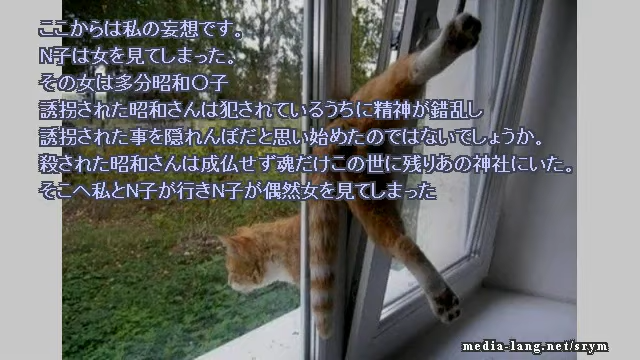 ここからは私の妄想です。
N子は女を見てしまった。
その女は多分昭和〇子
誘拐された昭和さんは犯されているうちに精神が錯乱し
誘拐された事を隠れんぼだと思い始めたのではないでしょうか。
殺された昭和さんは成仏せず魂だけこの世に残りあの神社にいた。
そこへ私とN子が行きN子が偶然女を見てしまった
media-lang.net/srym